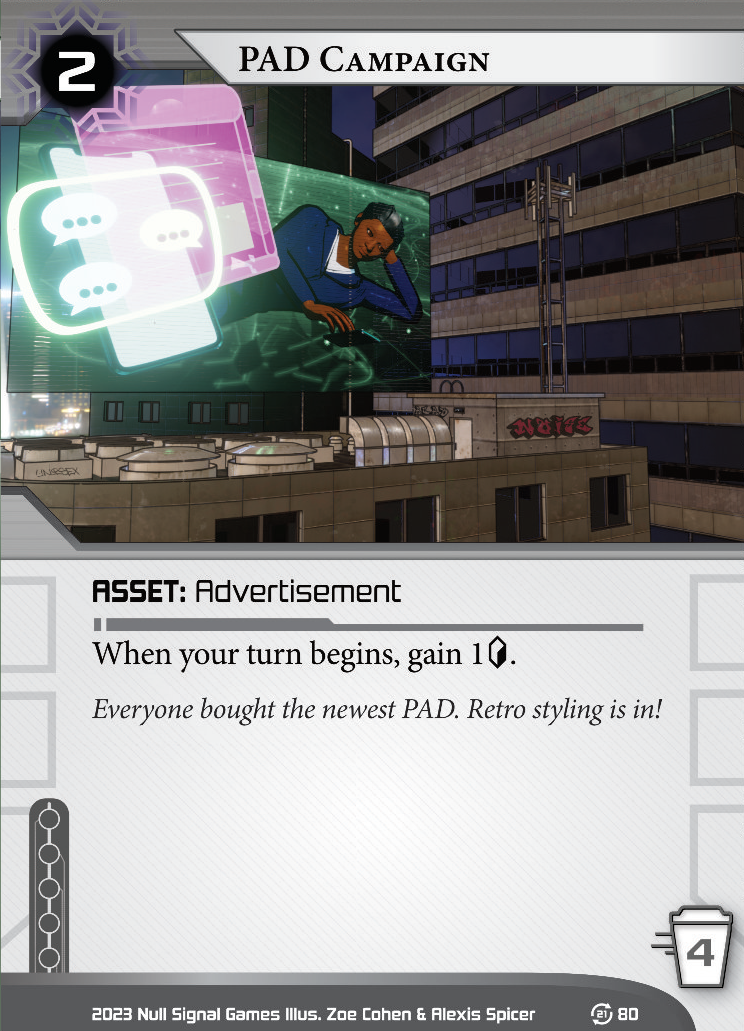 2
PAD CAMPAIGN
NOISE
UNISEX
ASSET: Advertisement
When your turn begins, gain 1.
Everyone bought the newest PAD. Retro styling is in!
4
2023 Null Signal Games Illus. Zoe Cohen & Alexis Spicer
21 80